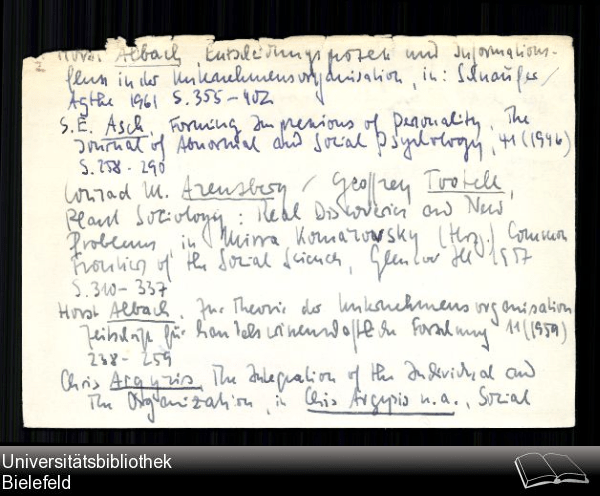 Horst Albach, Entscheidungsprozeß und Informations-
fluss in der Unternehmensorganisation, in: Schnaufer/
Agthe 1961 S. 355-402
S.E. Asch, Forming Impressions of Personality, The
Journal of Abnormal and Social Psychology, 41 (1946)
S. 258-290
Conrad M. Arensberg / Geoffrey Tootell,
Plant Sociology: Real Discoveries and New
Problems, in Mirra Komarovsky (Hrsg.) Common
Frontiers of the Social Sciences, Glencoe Ill 1957
S. 310-337
Horst Albach, Zur Theorie der Unternehmensorganisation
Zeitschrift für handelswissenschaftliche Forschung 11 (1959)
238-259
Chris Argyris, The Integration of the Individual and
the Organization, in Chris Argyris u.a., Social
Universitätsbibliothek
Bielefeld